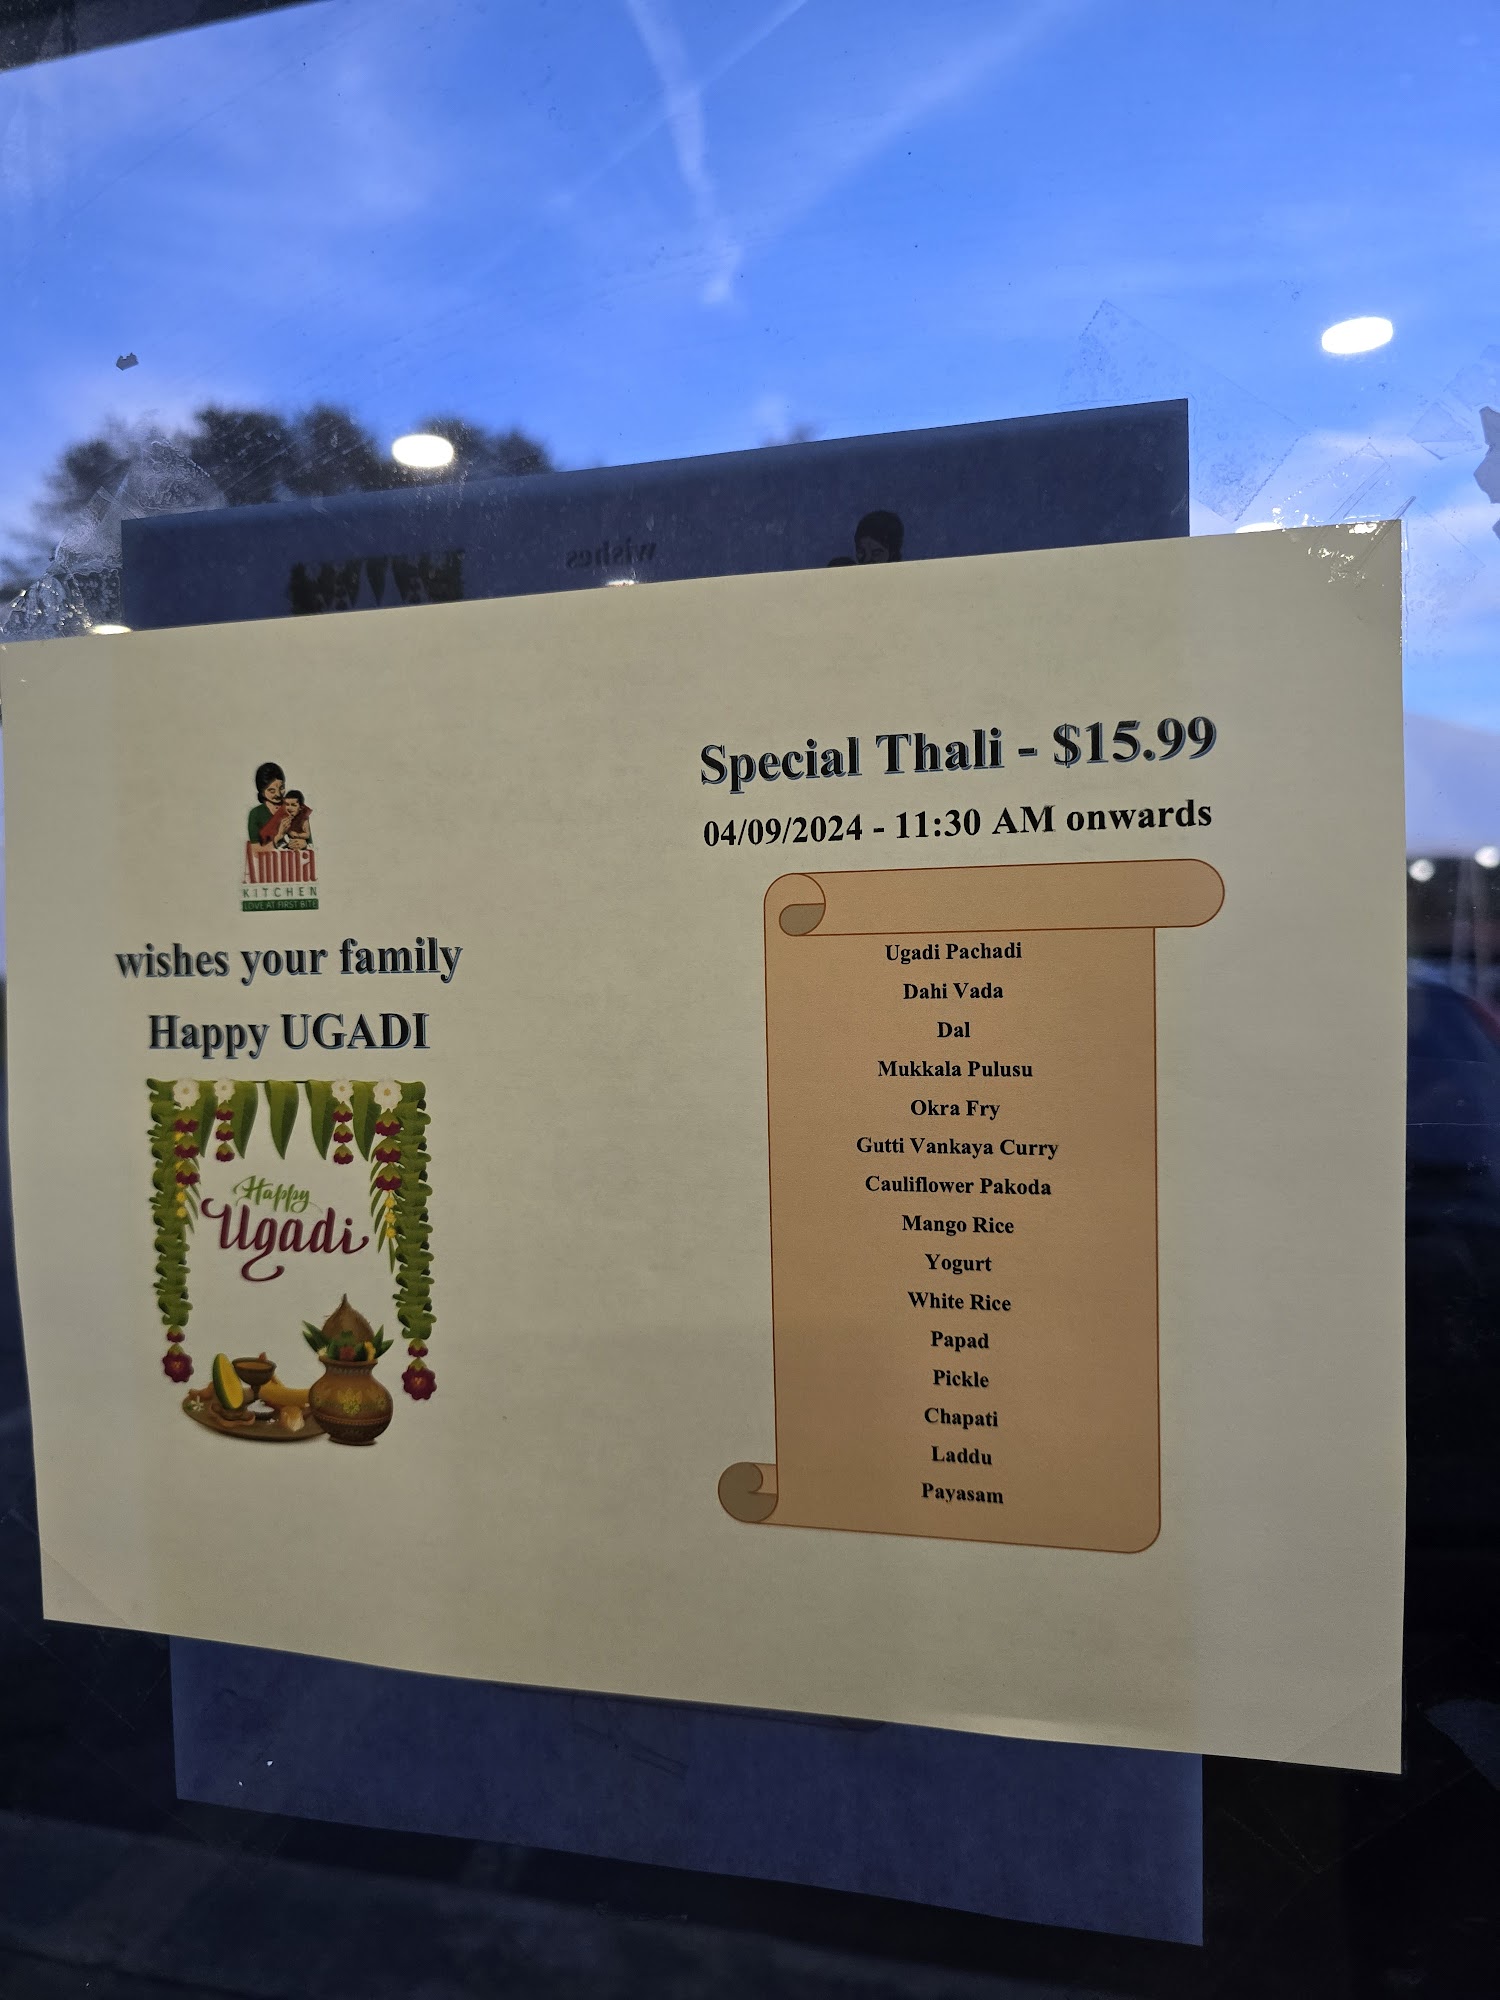 wishes
Amma
KITCHEN
LOVE AT FIRST BITE
wishes your family
Happy UGADI
Happy
Ugadi
Special Thali - $15.99
04/09/2024 - 11:30 AM onwards
Ugadi Pachadi
Dahi Vada
Dal
Mukkala Pulusu
Okra Fry
Gutti Vankaya Curry
Cauliflower Pakoda
Mango Rice
Yogurt
White Rice
Papad
Pickle
Chapati
Laddu
Payasam